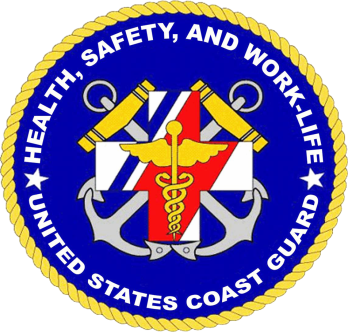 HEALTH, SAFETY, AND WORK-LIFE
UNITED STATES COAST GUARD